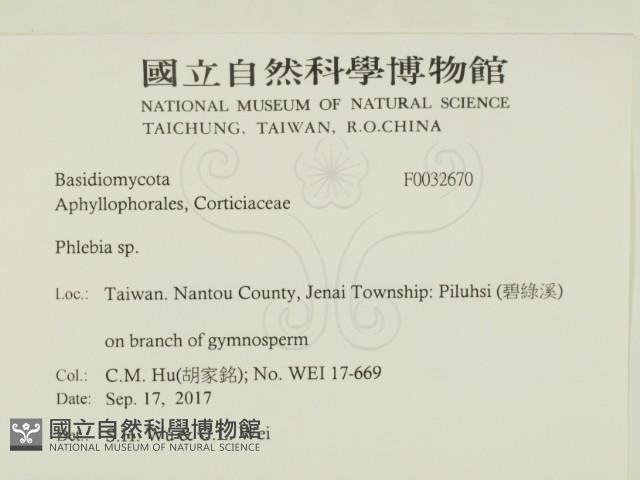 國立自然科學博物館
NATIONAL MUSEUM OF NATURAL SCIENCE
TAICHUNG, TAIWAN, R.O.CHINA
Basidiomycota F0032670
Aphyllophorales, Corticiaceae
Phlebia sp.
Loc.: Taiwan. Nantou County, Jenai Township: Piluhsi (碧綠溪)
on branch of gymnosperm
Col.: C.M. Hu(胡家銘); No. WEI 17-669
Date: Sep. 17, 2017
國立自然科學博物館
NATIONAL MUSEUM OF NATURAL SCIENCE
Wei